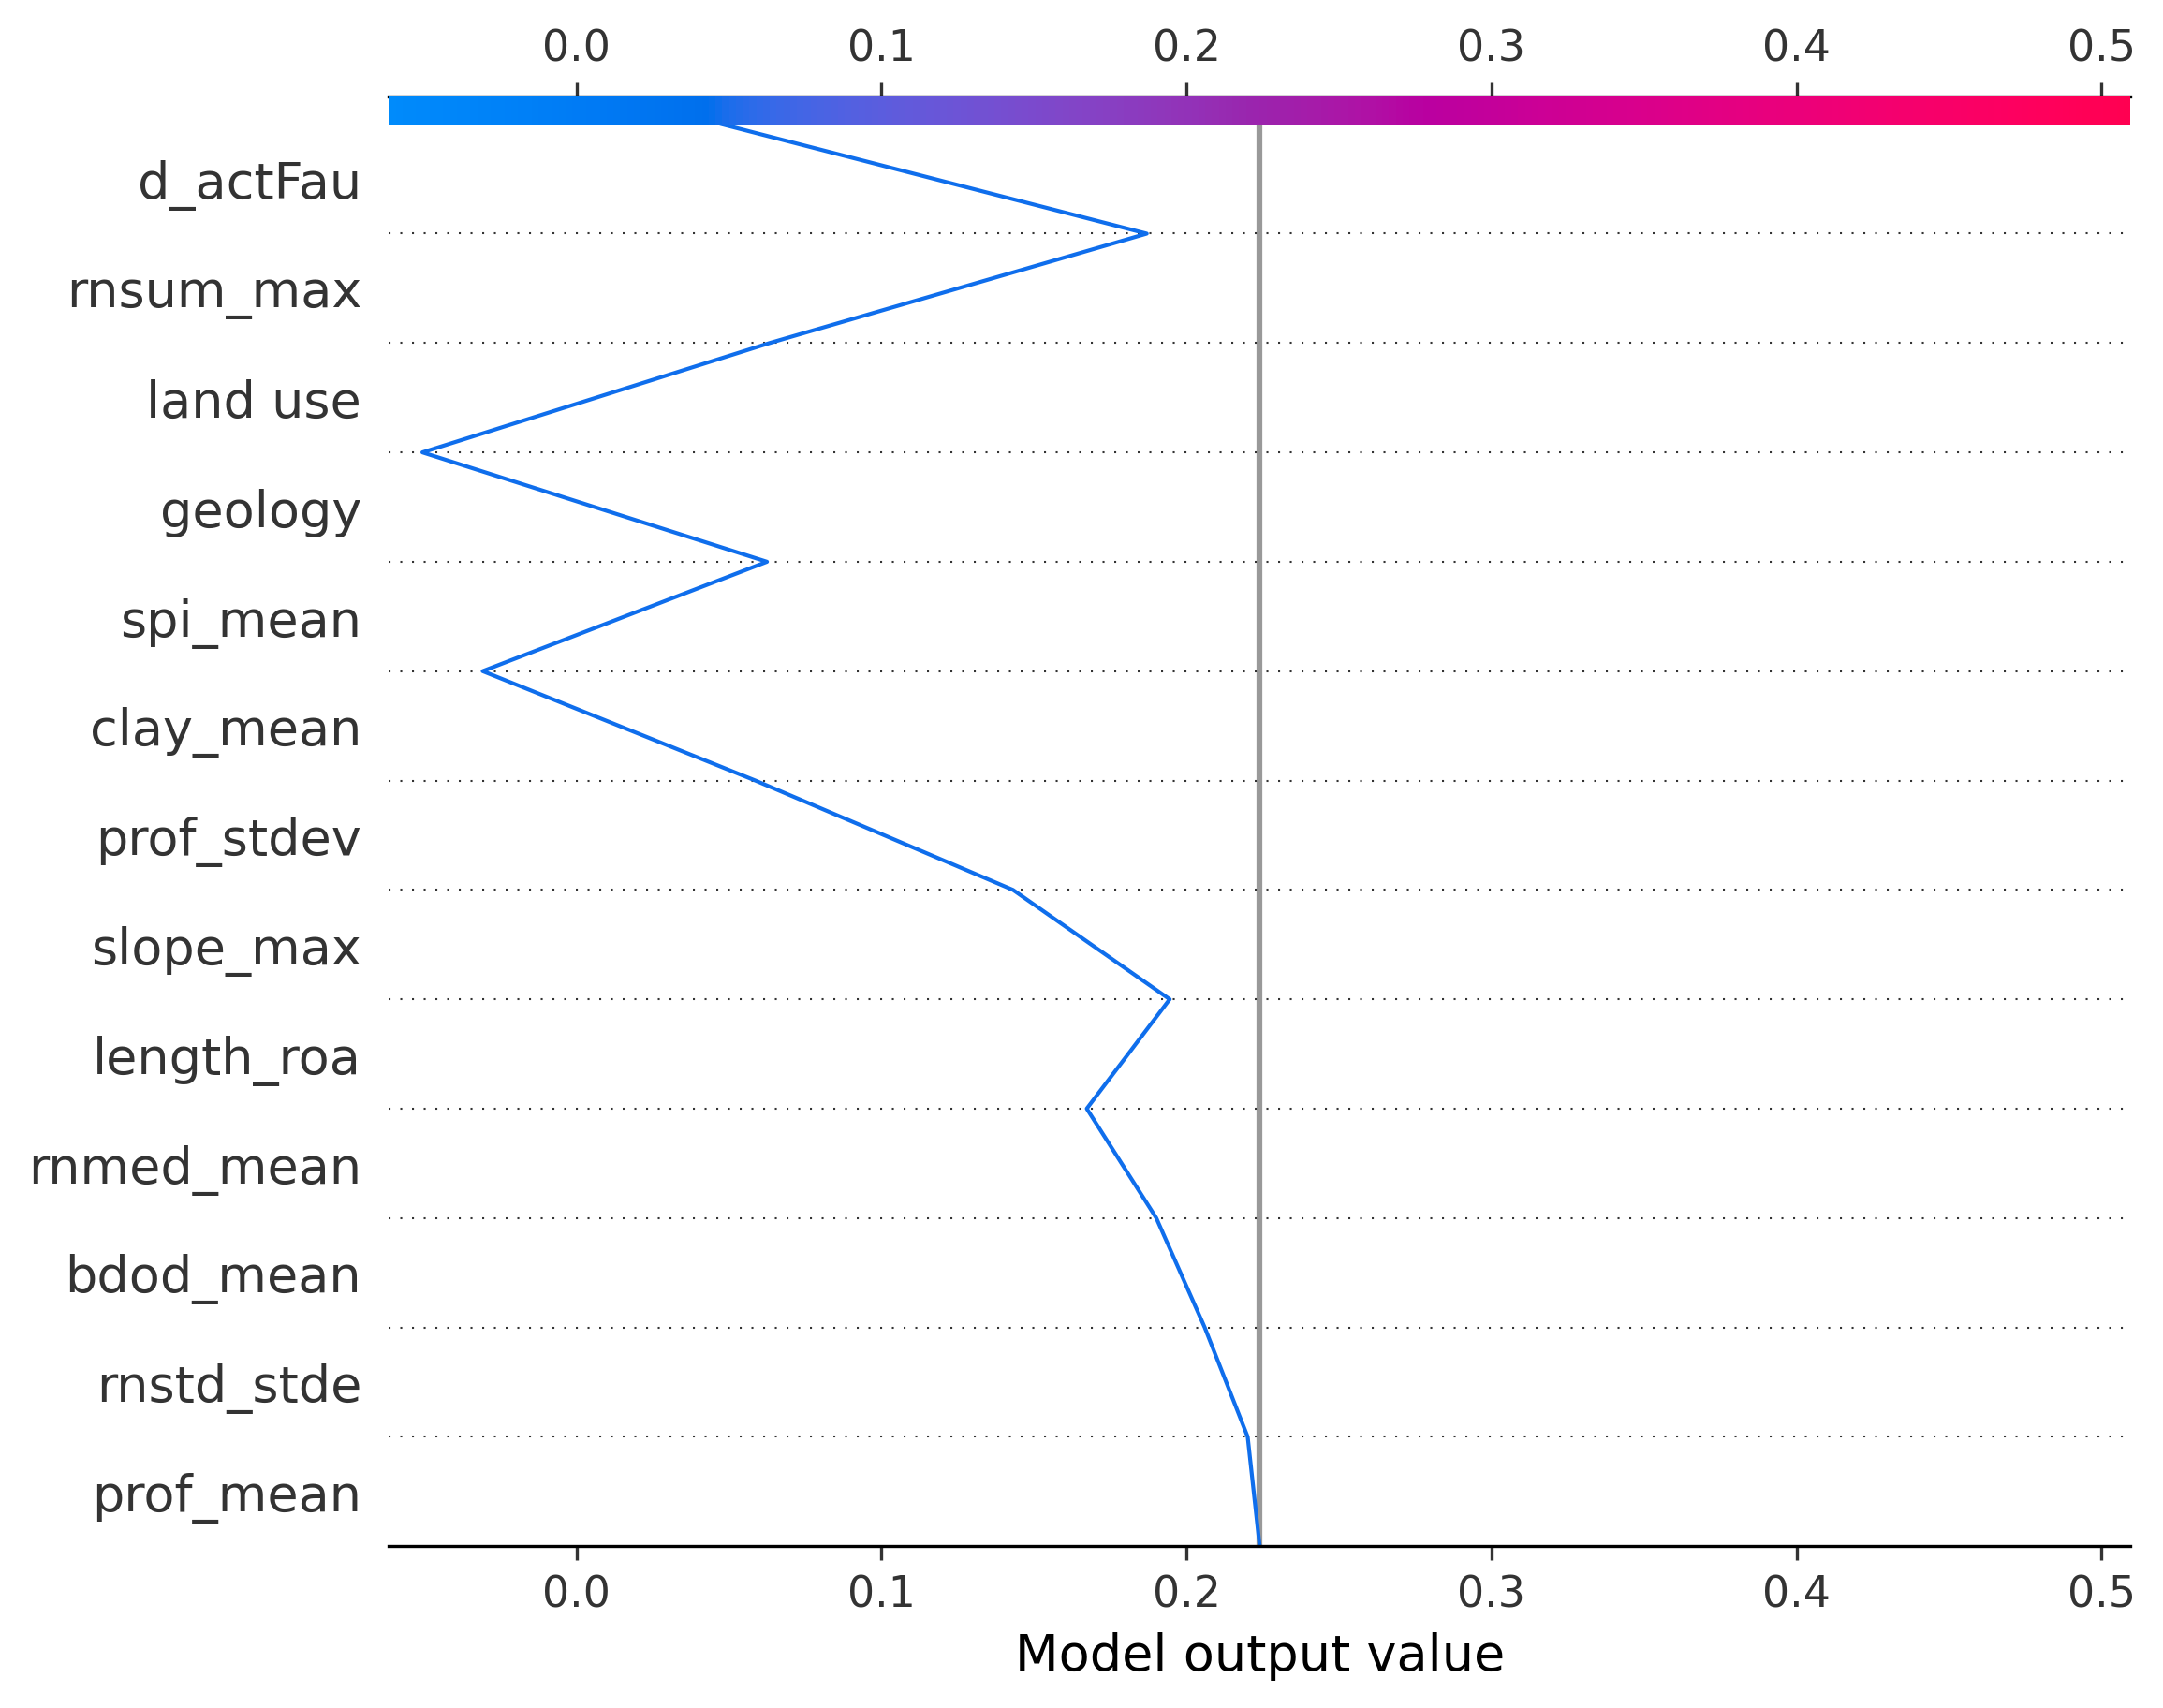 0.0 0.1 0.2 0.3 0.4 0.5
d_actFau
rnsum_max
land use
geology
spi_mean
clay_mean
prof_stdev
slope_max
length_roa
rnmed_mean
bdod_mean
rnstd_stde
prof_mean
0.0 0.1 0.2 0.3 0.4 0.5
Model output value